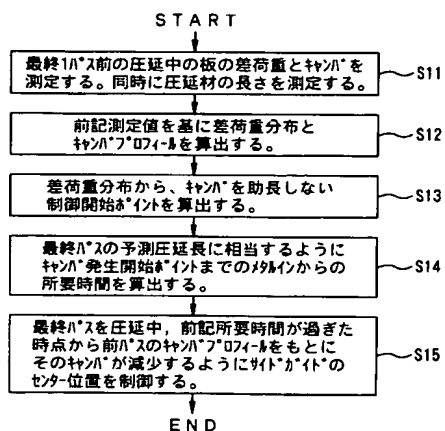 START
最終1ﾊﾟｽ前の圧延中の板の差荷重とｷｬﾝﾊﾞを
測定する。同時に圧延材の長さを測定する。
S11
前記測定値を基に差荷重分布と
ｷｬﾝﾊﾞﾌﾟﾛﾌｨｰﾙを算出する。
S12
差荷重分布から、ｷｬﾝﾊﾞを助長しない
制御開始ﾎﾟｲﾝﾄを算出する。
S13
最終ﾊﾟｽの予測圧延長に相当するように
ｷｬﾝﾊﾞ発生開始ﾎﾟｲﾝﾄまでのﾒﾀﾙｲﾝからの
所要時間を算出する。
S14
最終ﾊﾟｽを圧延中，前記所要時間が過ぎた
時点から前ﾊﾟｽのｷｬﾝﾊﾞﾌﾟﾛﾌｨｰﾙをもとに
そのｷｬﾝﾊﾞが減少するようにｻｲﾄﾞｶﾞｲﾄﾞの
ｾﾝﾀｰ位置を制御する。
S15
END